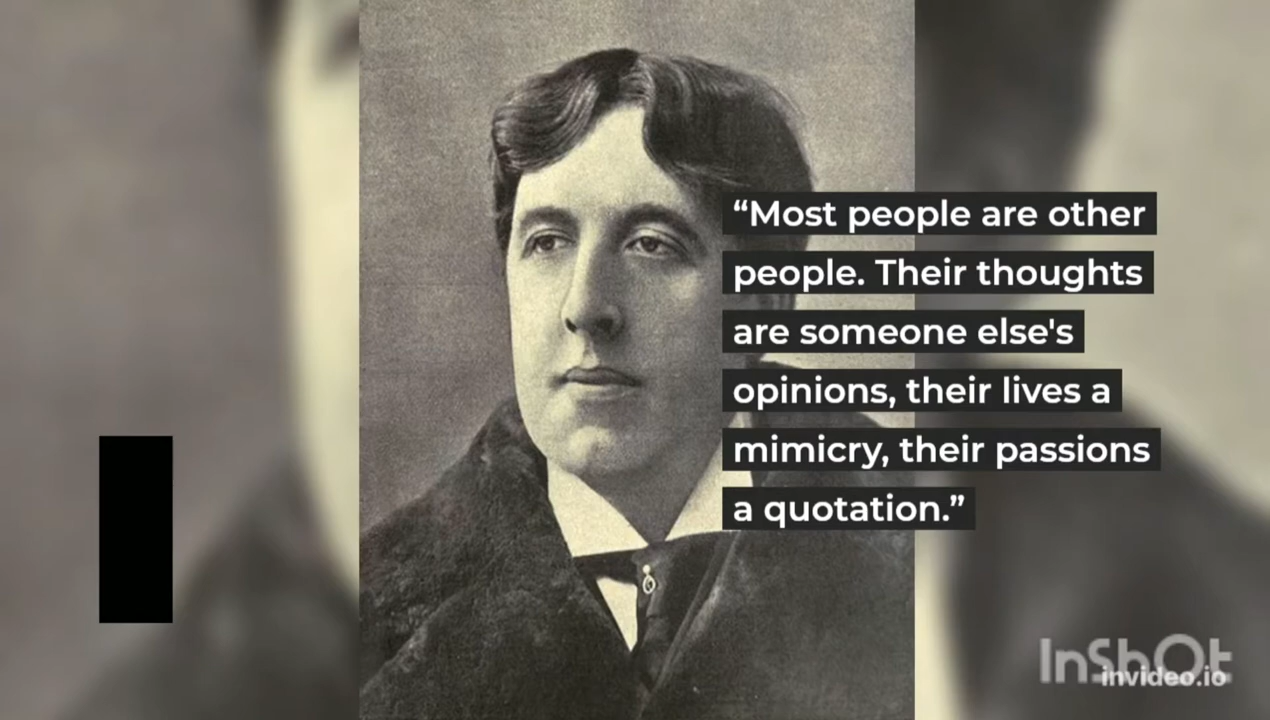 “Most people are other
people. Their thoughts
are someone else's
opinions, their lives a
mimicry, their passions
a quotation.”
InShOt
invideo.io